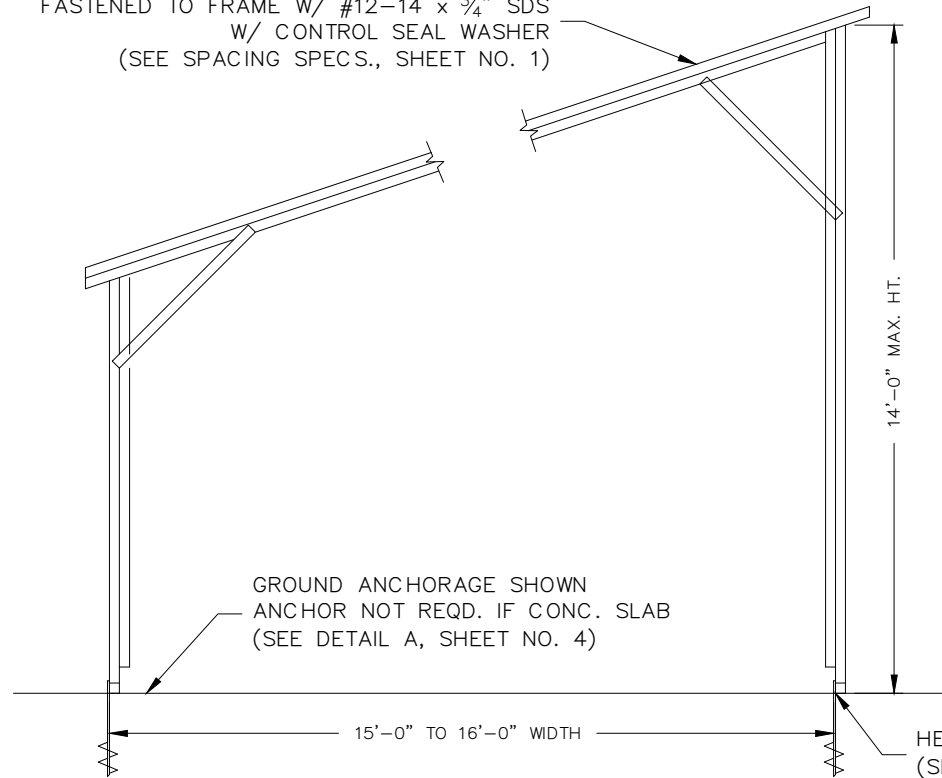 FASTENED TO FRAME W/ #12-14 x 3/4" SDS
W/ CONTROL SEAL WASHER
(SEE SPACING SPECS., SHEET NO. 1)
14'-0" MAX. HT.
GROUND ANCHORAGE SHOWN
ANCHOR NOT REQD. IF CONC. SLAB
(SEE DETAIL A, SHEET NO. 4)
15'-0" TO 16'-0" WIDTH